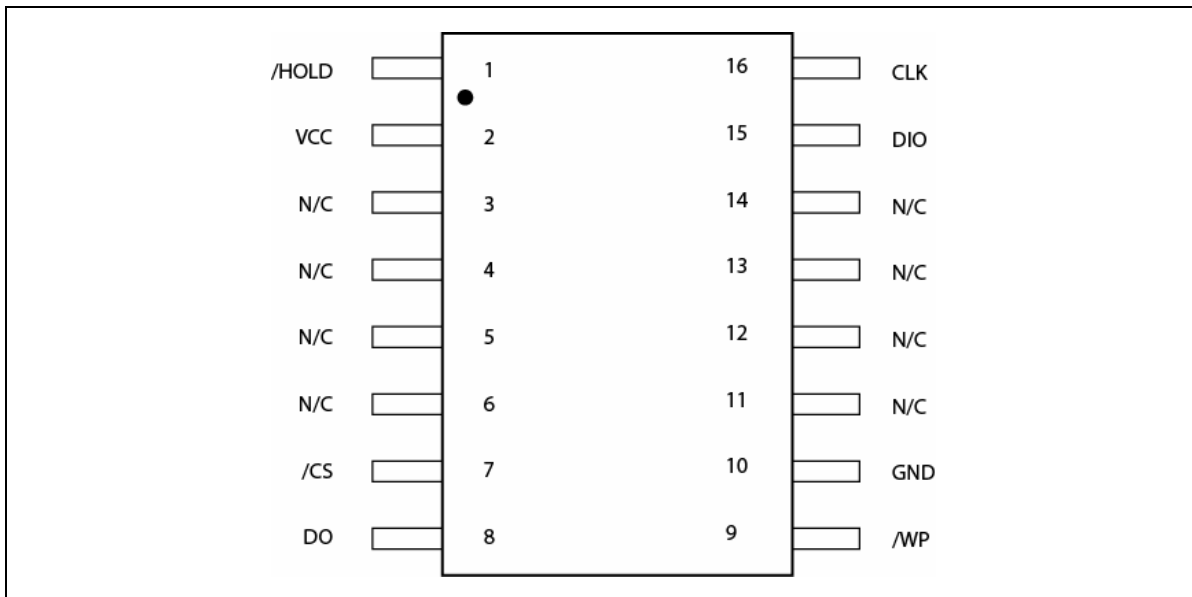 /HOLD 1 16 CLK
VCC 2 15 DIO
N/C 3 14 N/C
N/C 4 13 N/C
N/C 5 12 N/C
N/C 6 11 N/C
/CS 7 10 GND
DO 8 9 /WP